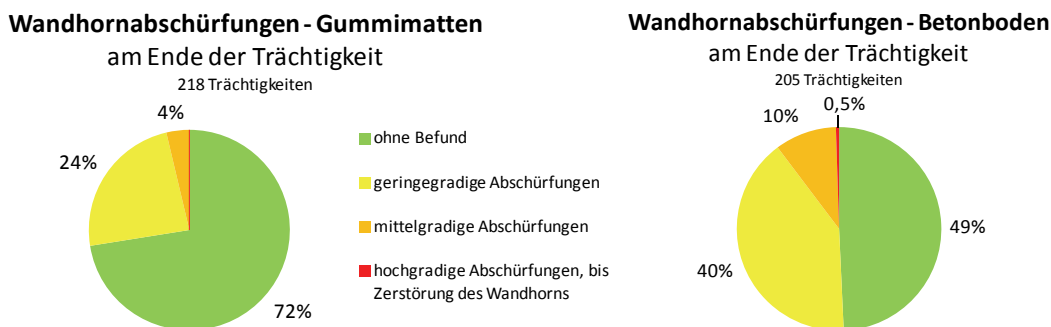 Wandhornabschürfungen - Gummimatten
am Ende der Trächtigkeit
218 Trächtigkeiten
4%
24%
72%
ohne Befund
geringegradige Abschürfungen
mittelgradige Abschürfungen
hochgradige Abschürfungen, bis
Zerstörung des Wandhorns
Wandhornabschürfungen - Betonboden
am Ende der Trächtigkeit
205 Trächtigkeiten
0,5%
10%
49%
40%